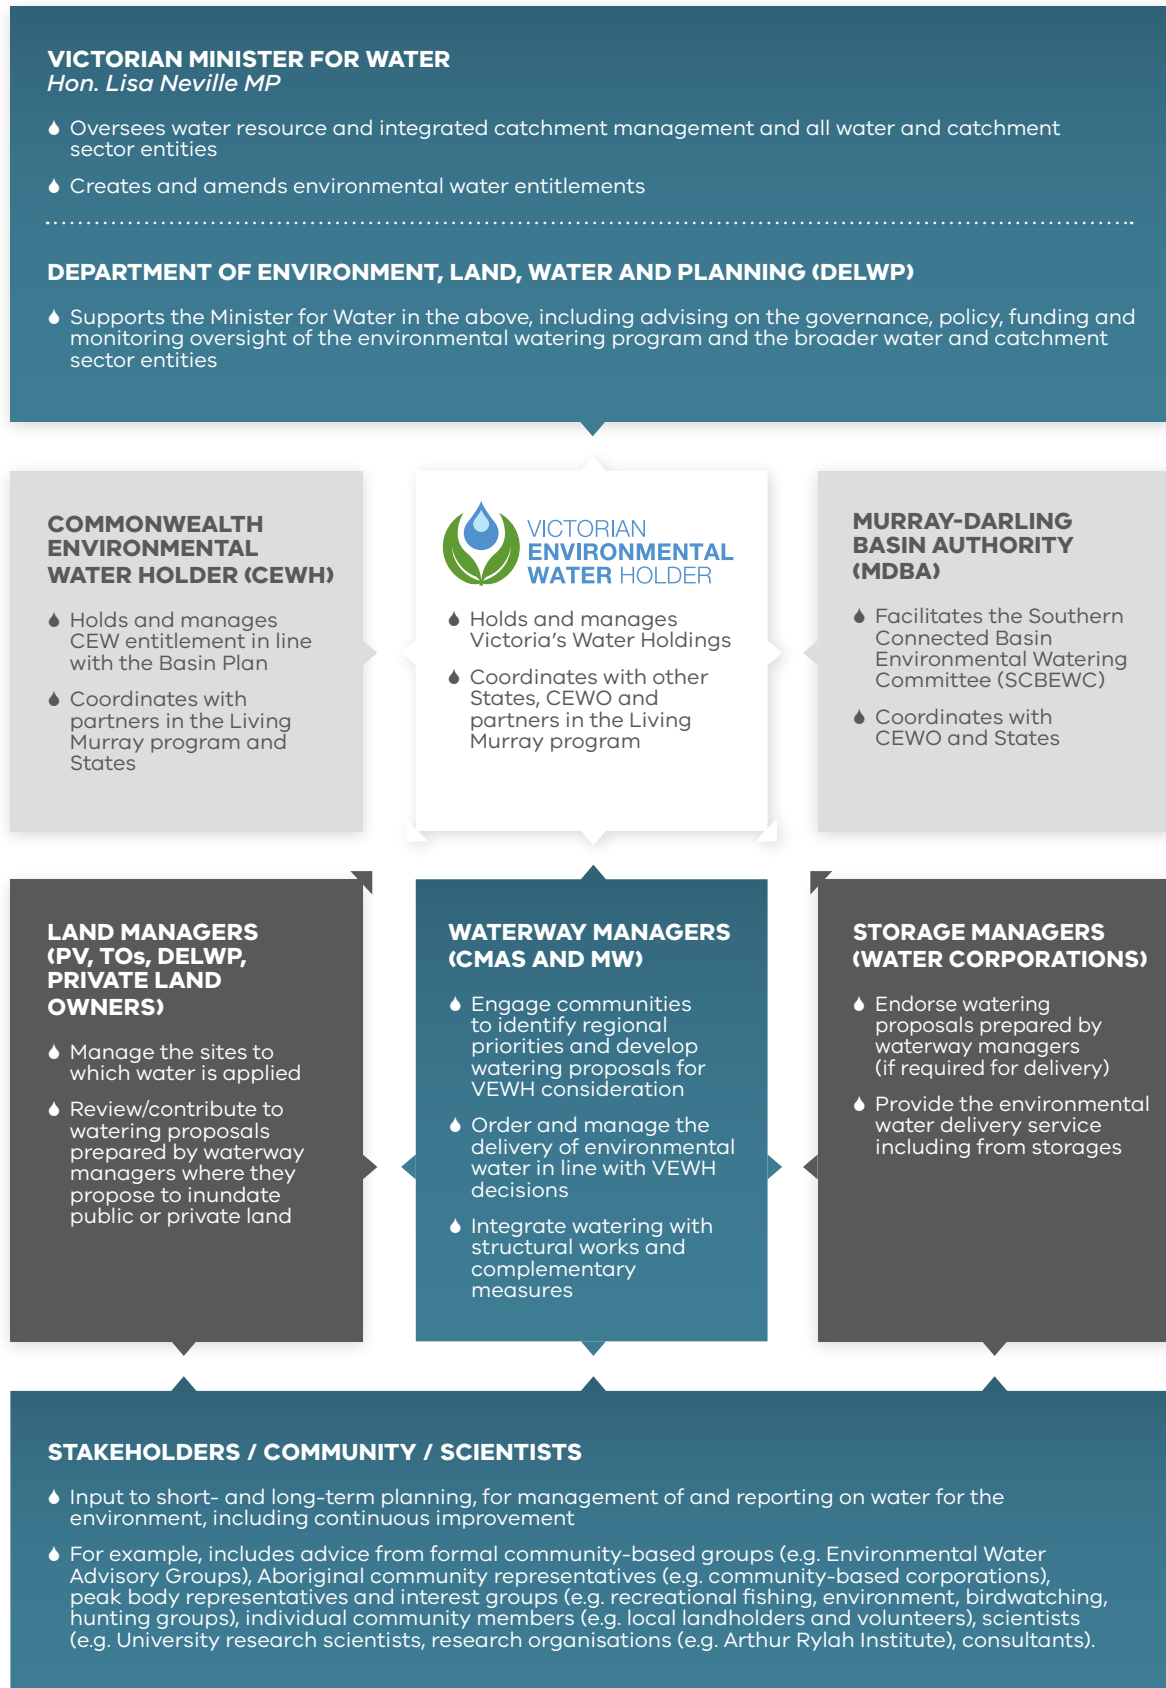 VICTORIAN MINISTER FOR WATER
Hon. Lisa Neville MP
Oversees water resource and integrated catchment management and all water and catchment
sector entities
Creates and amends environmental water entitlements
DEPARTMENT OF ENVIRONMENT, LAND, WATER AND PLANNING (DELWP)
Supports the Minister for Water in the above, including advising on the governance, policy, funding and
monitoring oversight of the environmental watering program and the broader water and catchment
sector entities
COMMONWEALTH
ENVIRONMENTAL
WATER HOLDER (CEWH)
Holds and manages
CEW entitlement in line
with the Basin Plan
Coordinates with
partners in the Living
Murray program and
States
VICTORIAN
ENVIRONMENTAL
WATER HOLDER
Holds and manages
Victoria's Water Holdings
Coordinates with other
States, CEWO and
partners in the Living
Murray program
MURRAY-DARLING
BASIN AUTHORITY
(MDBA)
Facilitates the Southern
Connected Basin
Environmental Watering
Committee (SCBEWC)
Coordinates with
CEWO and States
LAND MANAGERS
(PV, TOs, DELWP,
PRIVATE LAND
OWNERS)
Manage the sites to
which water is applied
Review/contribute to
watering proposals
prepared by waterway
managers where they
propose to inundate
public or private land
WATERWAY MANAGERS
(CMAS AND MW)
Engage communities
to identify regional
priorities and develop
watering proposals for
VEWH consideration
Order and manage the
delivery of environmental
water in line with VEWH
decisions
Integrate watering with
structural works and
complementary
measures
STORAGE MANAGERS
(WATER CORPORATIONS)
Endorse watering
proposals prepared by
waterway managers
(if required for delivery)
Provide the environmental
water delivery service
including from storages
STAKEHOLDERS / COMMUNITY / SCIENTISTS
Input to short- and long-term planning, for management of and reporting on water for the
environment, including continuous improvement
For example, includes advice from formal community-based groups (e.g. Environmental Water
Advisory Groups), Aboriginal community representatives (e.g. community-based corporations),
peak body representatives and interest groups (e.g. recreational fishing, environment, birdwatching,
hunting groups), individual community members (e.g. local landholders and volunteers), scientists
(e.g. University research scientists, research organisations (e.g. Arthur Rylah Institute), consultants).